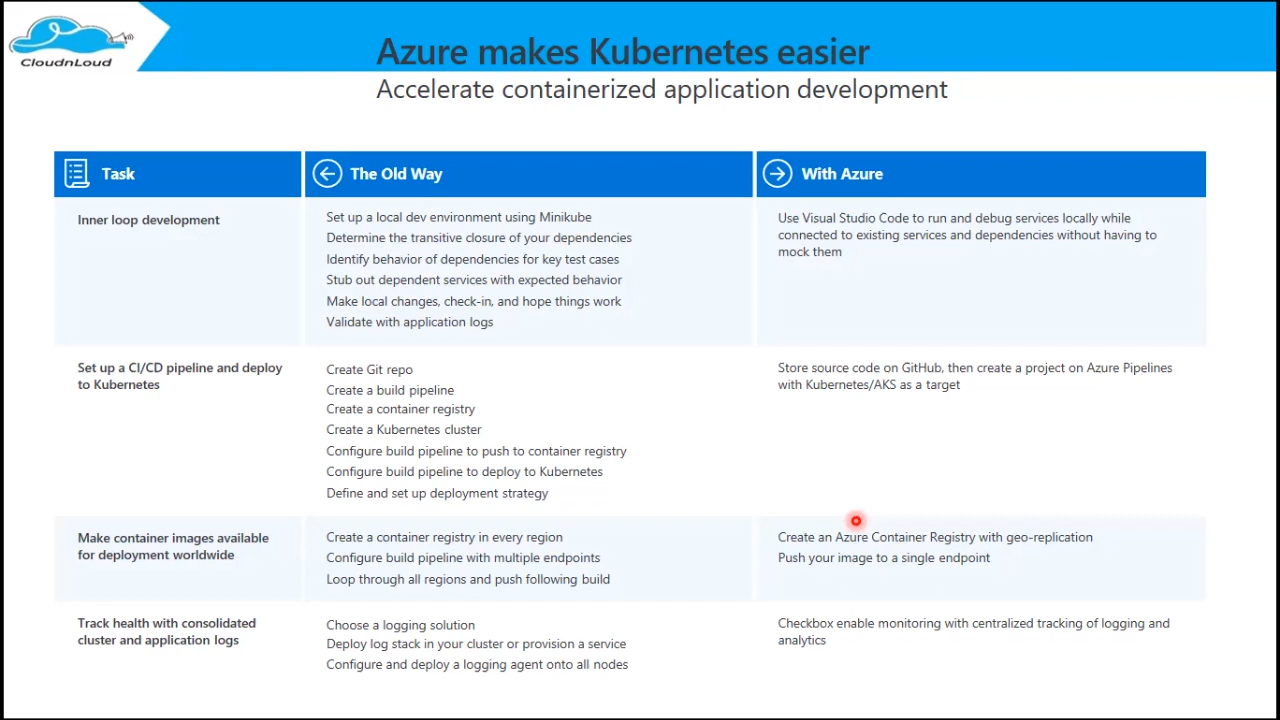 CloudnLoud
Azure makes Kubernetes easier
Accelerate containerized application development
Task
The Old Way
With Azure
Inner loop development
Set up a local dev environment using Minikube
Determine the transitive closure of your dependencies
Identify behavior of dependencies for key test cases
Stub out dependent services with expected behavior
Make local changes, check-in, and hope things work
Validate with application logs
Use Visual Studio Code to run and debug services locally while
connected to existing services and dependencies without having to
mock them
Set up a CI/CD pipeline and deploy
to Kubernetes
Create Git repo
Create a build pipeline
Create a container registry
Create a Kubernetes cluster
Configure build pipeline to push to container registry
Configure build pipeline to deploy to Kubernetes
Define and set up deployment strategy
Store source code on GitHub, then create a project on Azure Pipelines
with Kubernetes/AKS as a target
Make container images available
for deployment worldwide
Create a container registry in every region
Configure build pipeline with multiple endpoints
Loop through all regions and push following build
Create an Azure Container Registry with geo-replication
Push your image to a single endpoint
Track health with consolidated
cluster and application logs
Choose a logging solution
Deploy log stack in your cluster or provision a service
Configure and deploy a logging agent onto all nodes
Checkbox enable monitoring with centralized tracking of logging and
analytics